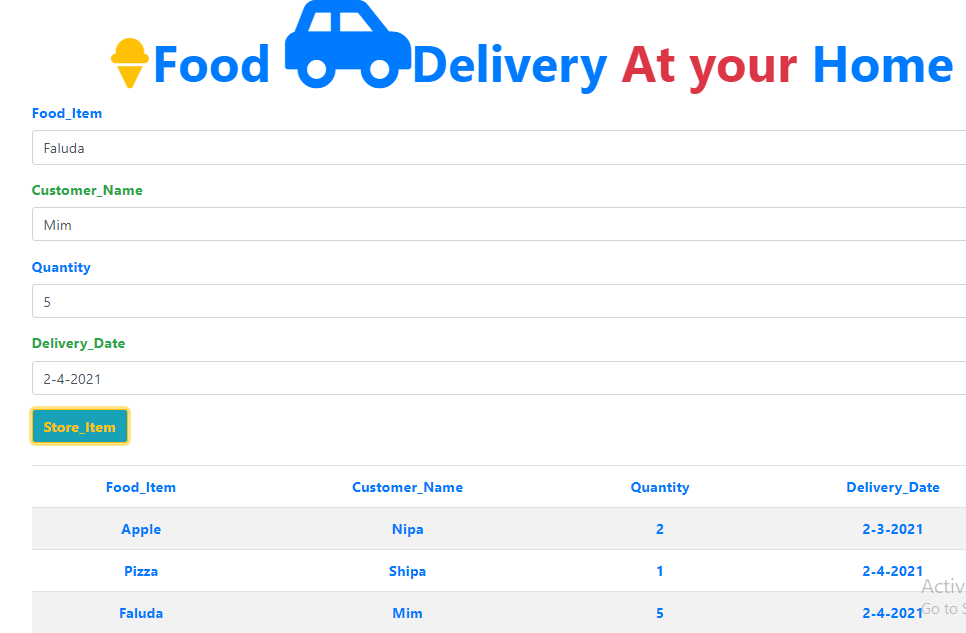 Food Delivery At your Home
Food_Item
Faluda
Customer_Name
Mim
Quantity
5
Delivery_Date
2-4-2021
Store_Item
Food_Item Customer_Name Quantity Delivery_Date
Apple Nipa 2 2-3-2021
Pizza Shipa 1 2-4-2021
Activ
Faluda Mim 5 2-4-2021
Go to S